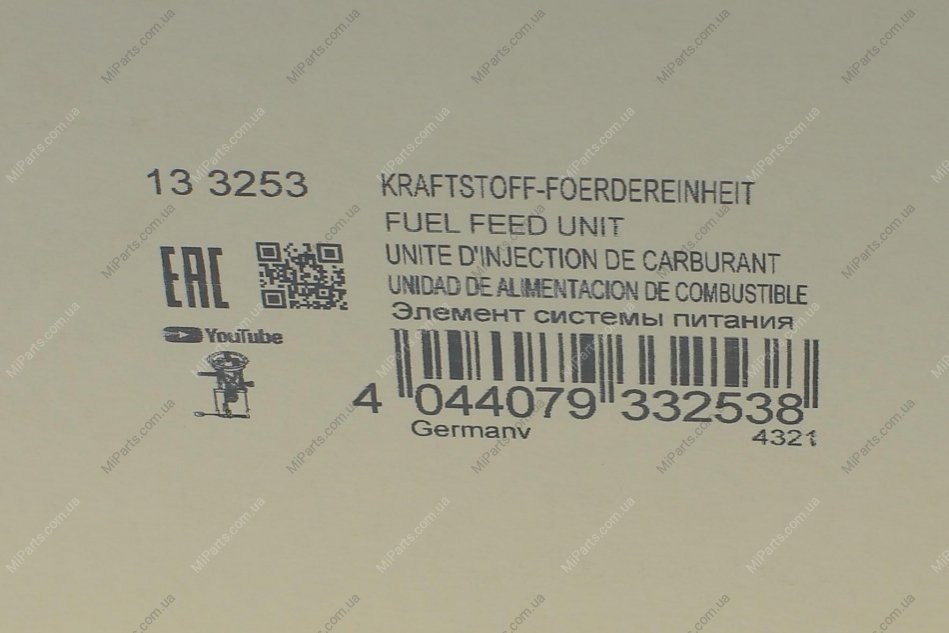 13 3253
KRAFTSTOFF-FOERDEREINHEIT
FUEL FEED UNIT
UNITE D'INJECTION DE CARBURANT
UNIDAD DE ALIMENTACION DE COMBUSTIBLE
Элемент системы питания
EAC
YouTube
4 044079 332538
Germany
4321
MiParts.com.ua